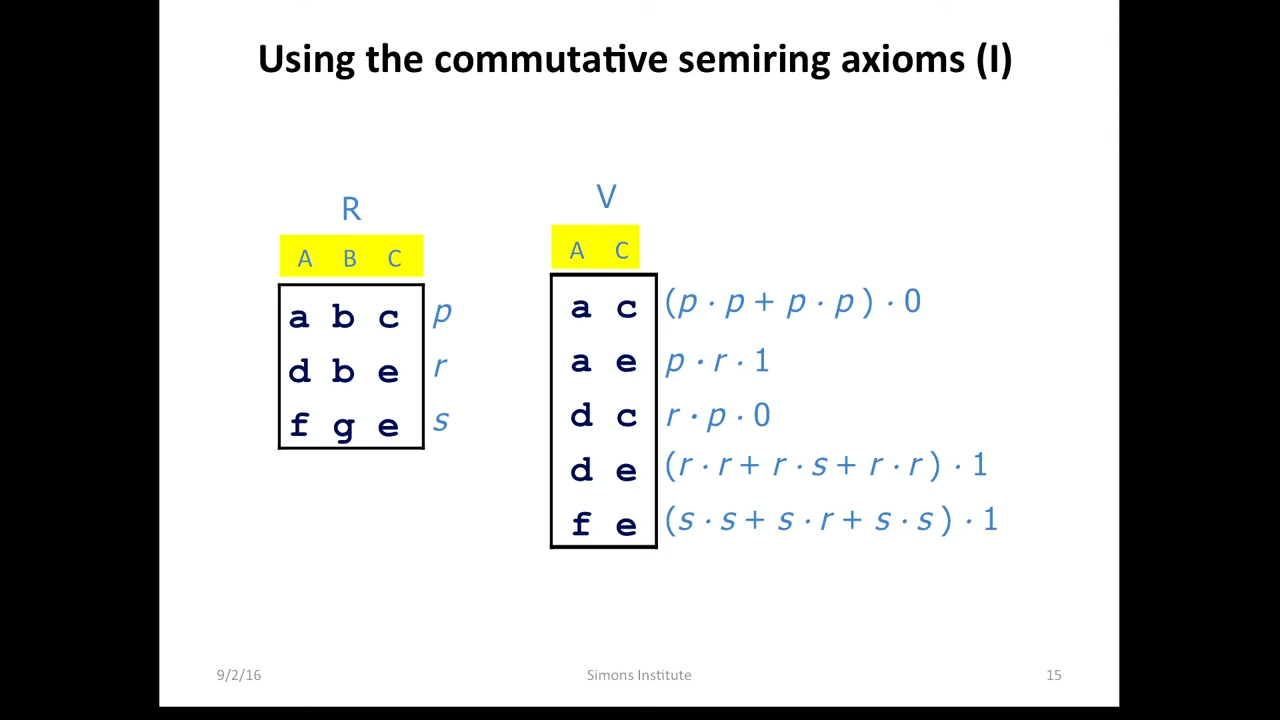 Using the commutative semiring axioms (I)
R
A B C
a b c p
d b e r
f g e s
V
A C
a c (p · p + p · p ) · 0
a e p · r · 1
d c r · p · 0
d e (r · r + r · s + r · r ) · 1
f e (s · s + s · r + s · s ) · 1
9/2/16 Simons Institute 15